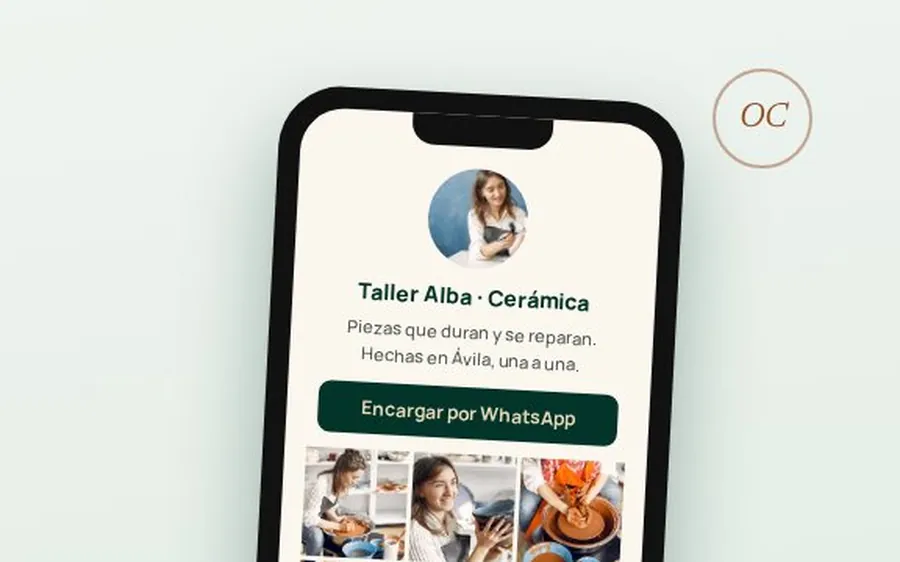 OC
Taller Alba · Cerámica
Piezas que duran y se reparan.
Hechas en Ávila, una a una.
Encargar por WhatsApp